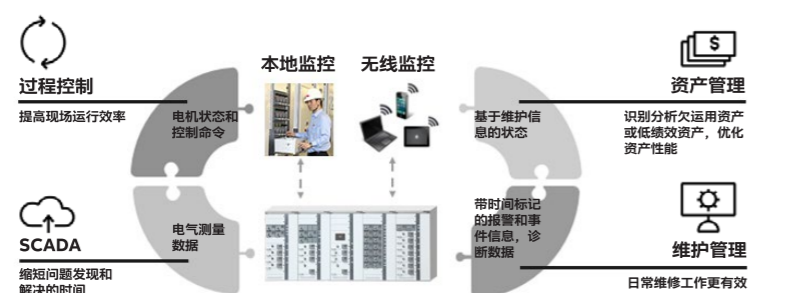 本地监控
无线监控
过程控制
提高现场运行效率
电机状态和
控制命令
基于维护信
息的状态
资产管理
识别分析欠运用资产
或低绩效资产，优化
资产性能
SCADA
缩短问题发现和
解决的时间
电气测量
数据
带时间标记
的报警和事
件信息，诊
断数据
维护管理
日常维修工作更有效